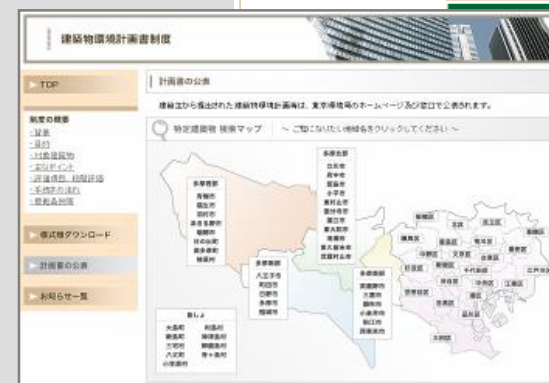 建築物環境計画書制度
TOP
計画書の公表
建築主から提出された建築物環境計画書は、東京環境局のホームページ及び窓口で公表されます。
制度の概要
・背景
・目的
・対象建築物
・主なポイント
・評価項目、段階評価
・手続きの流れ
特定建築物 検索マップ
～ ご覧になりたい地域名をクリックしてください ～
様式類ダウンロード
計画書の公表
お知らせ一覧
多摩西部
青梅市
福生市
羽村市
あきる野市
瑞穂町
日の出町
奥多摩町
檜原村
多摩北部
立川市
府中市
昭島市
小平市
東村山市
国分寺市
国立市
東大和市
清瀬市
東久留米市
武蔵村山市
多摩南部
八王子市
町田市
日野市
多摩市
稲城市
多摩東部
武蔵野市
三鷹市
調布市
小金井市
狛江市
西東京市
島しょ
大島町 利島村
新島村 神津島村
三宅村 御蔵島村
八丈町 青ヶ島村
小笠原村
板橋区
北区
足立区
練馬区
豊島区
荒川区
葛飾区
中野区
文京区
台東区
墨田区
杉並区
新宿区
千代田区
江戸川
渋谷区
中央区
江東区
世田谷区
港区
目黒区
品川区
大田区